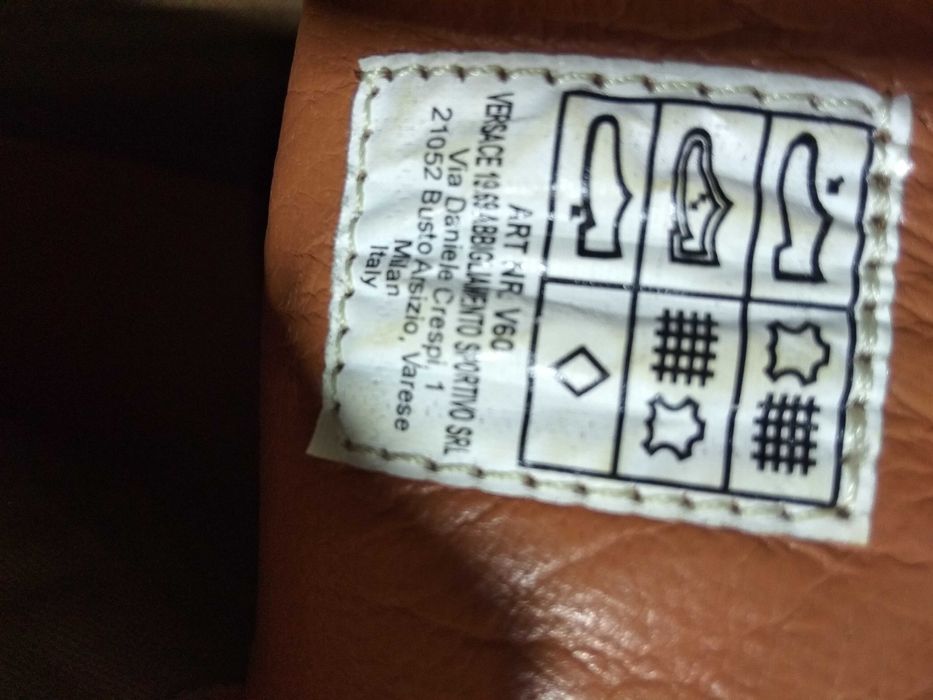 ART NR V60
VERSACE 19.69 ABBIGLIAMENTO SPORTIVO SRL
Via Daniele Crespi, 1
21052 Busto Arsizio, Varese
Milan
Italy